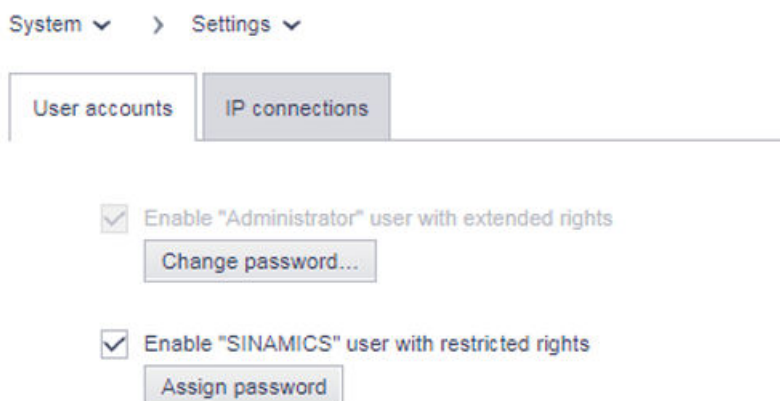 System > Settings
User accounts IP connections
Enable "Administrator" user with extended rights
Change password...
Enable "SINAMICS" user with restricted rights
Assign password